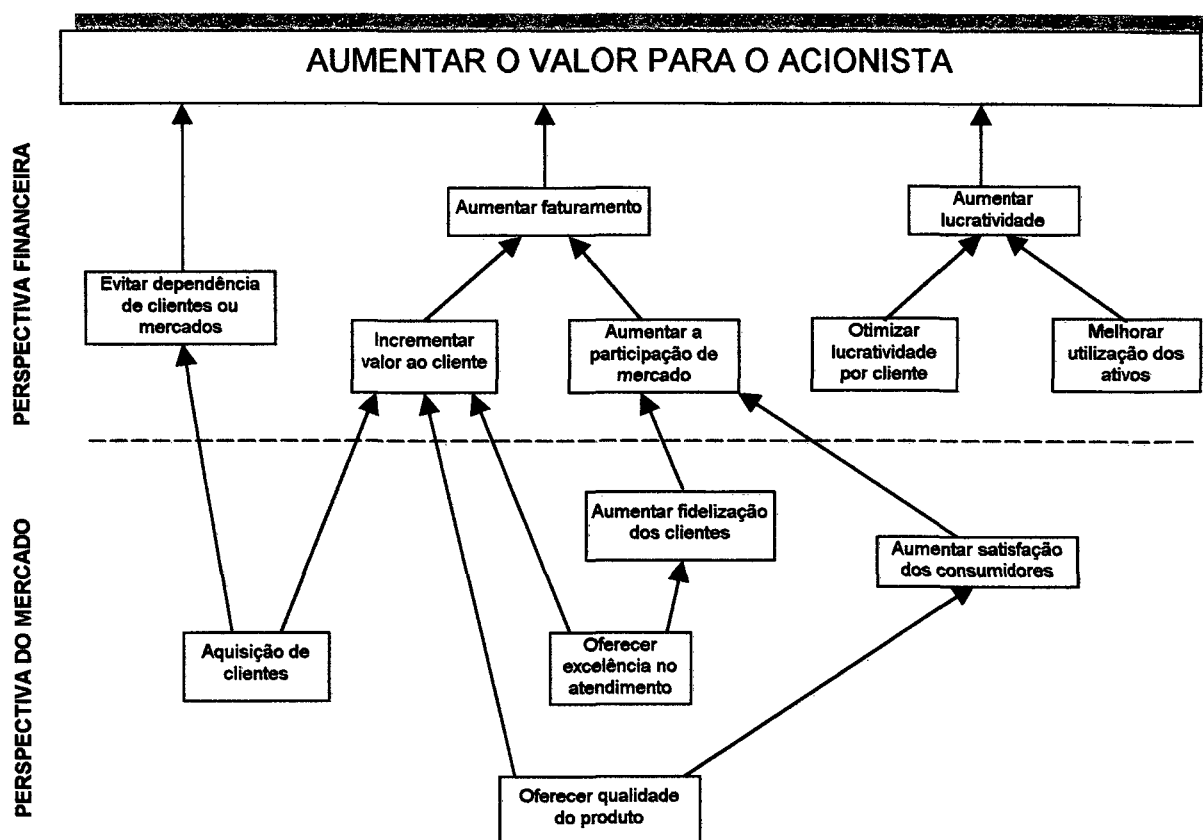 AUMENTAR O VALOR PARA O ACIONISTA
PERSPECTIVA FINANCEIRA
Aumentar faturamento
Aumentar
lucratividade
Evitar dependência
de clientes ou
mercados
Incrementar
valor ao cliente
Aumentar a
participação de
mercado
Otimizar
lucratividade
por cliente
Melhorar
utilização dos
ativos
PERSPECTIVA DO MERCADO
Aumentar fidelização
dos clientes
Aumentar satisfação
dos consumidores
Aquisição de
clientes
Oferecer
excelência no
atendimento
Oferecer qualidade
do produto